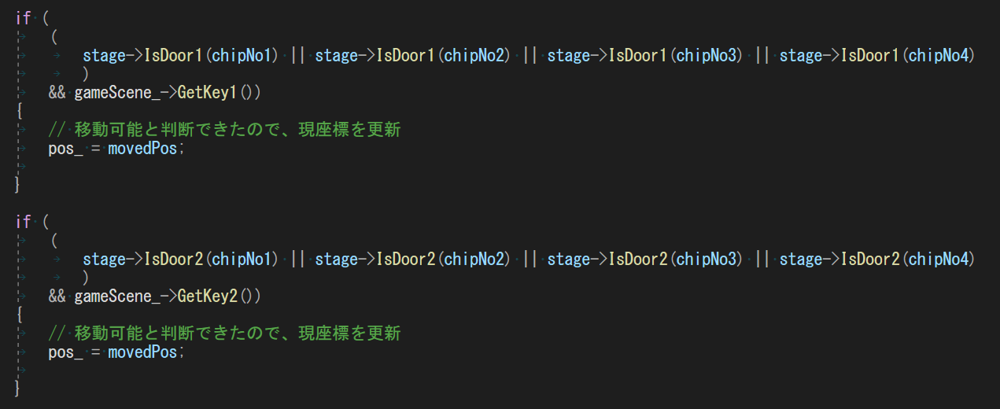 if (
(
stage->IsDoor1(chipNo1) || stage->IsDoor1(chipNo2) || stage->IsDoor1(chipNo3) || stage->IsDoor1(chipNo4)
)
&& gameScene_->GetKey1())
{
// 移動可能と判断できたので、現座標を更新
pos_ = movedPos;
}
if (
(
stage->IsDoor2(chipNo1) || stage->IsDoor2(chipNo2) || stage->IsDoor2(chipNo3) || stage->IsDoor2(chipNo4)
)
&& gameScene_->GetKey2())
{
// 移動可能と判断できたので、現座標を更新
pos_ = movedPos;
}